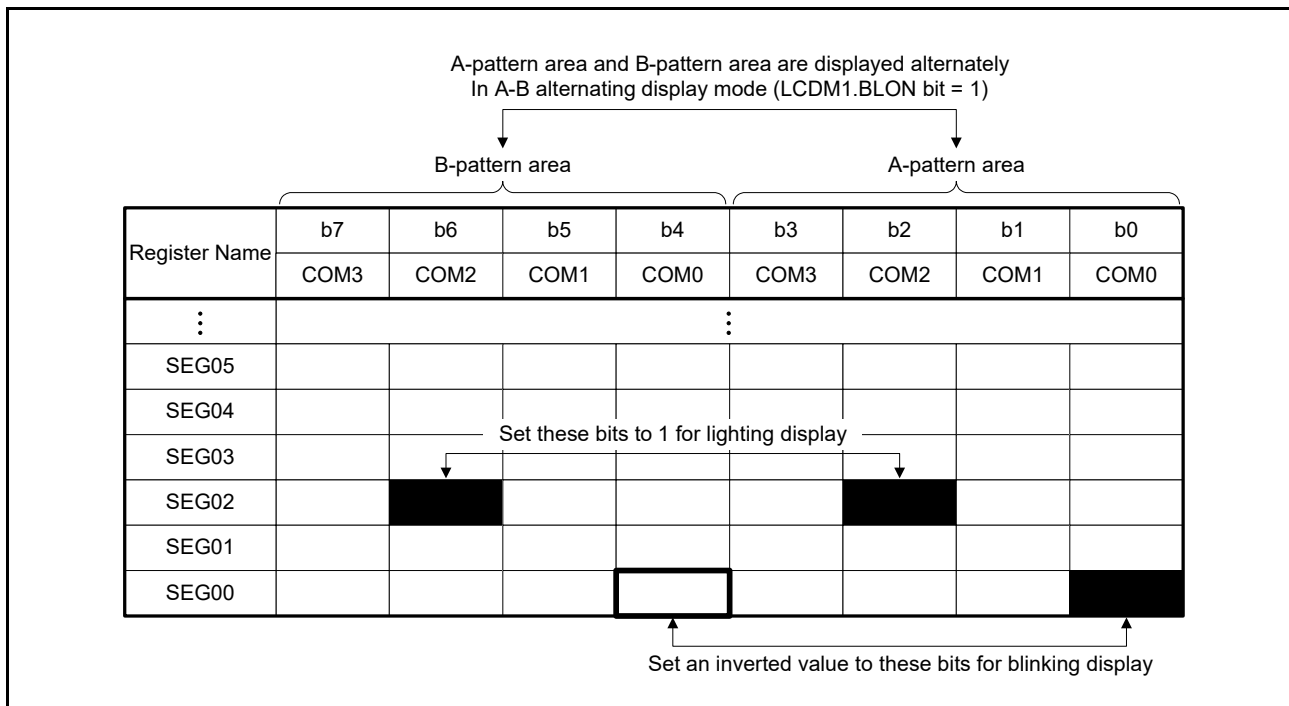 A-pattern area and B-pattern area are displayed alternately
In A-B alternating display mode (LCDM1.BLON bit = 1)
B-pattern area A-pattern area
Register Name b7 b6 b5 b4 b3 b2 b1 b0
COM3 COM2 COM1 COM0 COM3 COM2 COM1 COM0
⋮ ⋮
SEG05
SEG04
Set these bits to 1 for lighting display
SEG03
SEG02
SEG01
SEG00
Set an inverted value to these bits for blinking display